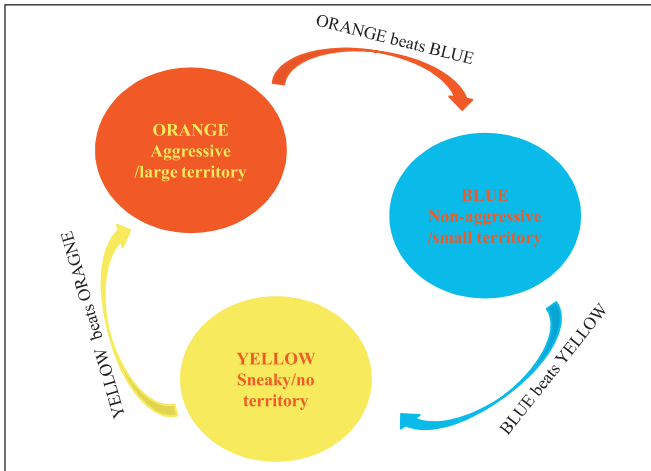 ORANGE beats BLUE
ORANGE
Aggressive
/large territory
BLUE
Non-aggressive
/small territory
YELLOW beats ORAGNE
YELLOW
Sneaky/no
territory
BLUE beats YELLOW